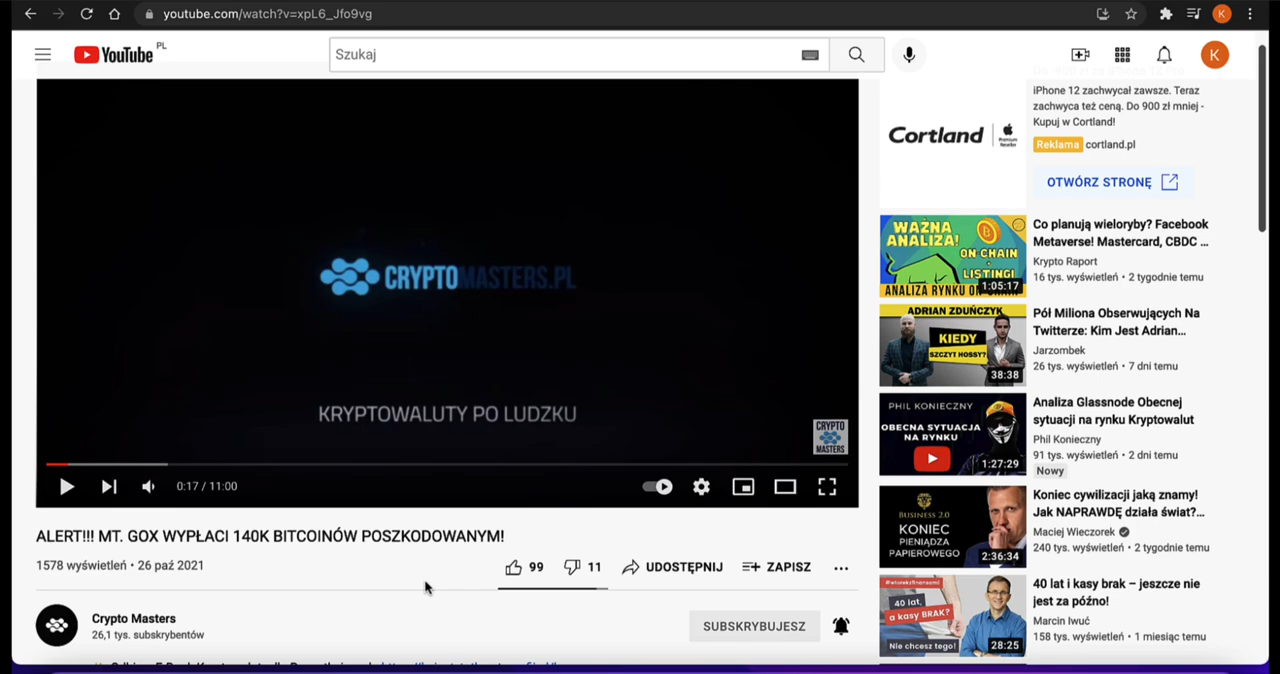 youtube.com/watch?v=xpL6_Jfo9vg
K
YouTube PL
Szukaj
K
CRYPTOMASTERS.PL
KRYPTOWALUTY PO LUDZKU
CRYPTO
MASTERS
0:17 / 11:00
ALERT!!! MT. GOX WYPŁACI 140K BITCOINÓW POSZKODOWANYM!
1578 wyświetleń • 26 paź 2021
99
11
UDOSTĘPNIJ
ZAPISZ
Crypto Masters
26,1 tys. subskrybentów
SUBSKRYBUJESZ
Cortland
Premium
Reseller
iPhone 12 zachwycał zawsze. Teraz
zachwyca też ceną. Do 900 zł mniej -
Kupuj w Cortland!
Reklama cortland.pl
OTWÓRZ STRONĘ
WAŻNA
ANALIZA!
ON CHAIN
+
LISTING!
ANALIZA RYNKU ON CHAIN
1:05:17
Co planują wieloryby? Facebook
Metaverse! Mastercard, CBDC ...
Krypto Raport
16 tys. wyświetleń • 2 tygodnie temu
ADRIAN ZDUŃCZYK
KIEDY
SZCZYT HOSSY?
38:38
Pół Miliona Obserwujących Na
Twitterze: Kim Jest Adrian...
Jarzombek
26 tys. wyświetleń • 7 dni temu
PHIL KONIECZNY
OBECNA SYTUACJA
NA RYNKU
1:27:29
Analiza Glassnode Obecnej
sytuacji na rynku Kryptowalut
Phil Konieczny
91 tys. wyświetleń • 2 dni temu
Nowy
BUSINESS 2.0
KONIEC
PIENIĄDZA
PAPIEROWEGO
2:36:34
Koniec cywilizacji jaką znamy!
Jak NAPRAWDĘ działa świat?...
Maciej Wieczorek
240 tys. wyświetleń • 2 tygodnie temu
40 lat,
a kasy BRAK?
Nie chcesz tego!
28:25
40 lat i kasy brak – jeszcze nie
jest za późno!
Marcin Iwuć
158 tys. wyświetleń • 1 miesiąc temu